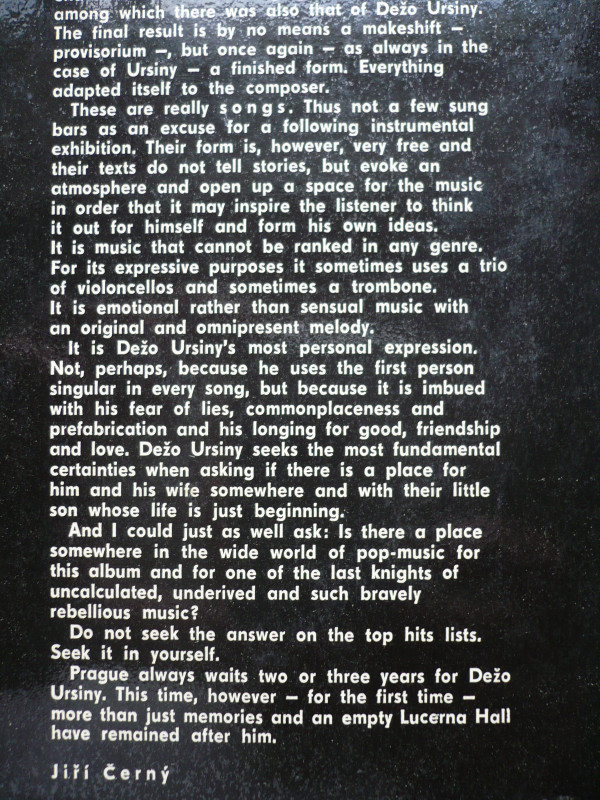 among which there was also that of Dežo Ursiny.
The final result is by no means a makeshift –
provisorium –, but once again – as always in the
case of Ursiny – a finished form. Everything
adapted itself to the composer.
These are really s o n g s. Thus not a few sung
bars as an excuse for a following instrumental
exhibition. Their form is, however, very free and
their texts do not tell stories, but evoke an
atmosphere and open up a space for the music
in order that it may inspire the listener to think
it out for himself and form his own ideas.
It is music that cannot be ranked in any genre.
For its expressive purposes it sometimes uses a trio
of violoncellos and sometimes a trombone.
It is emotional rather than sensual music with
an original and omnipresent melody.
It is Dežo Ursiny's most personal expression.
Not, perhaps, because he uses the first person
singular in every song, but because it is imbued
with his fear of lies, commonplaceness and
prefabrication and his longing for good, friendship
and love. Dežo Ursiny seeks the most fundamental
certainties when asking if there is a place for
him and his wife somewhere and with their little
son whose life is just beginning.
And I could just as well ask: Is there a place
somewhere in the wide world of pop-music for
this album and for one of the last knights of
uncalculated, underived and such bravely
rebellious music?
Do not seek the answer on the top hits lists.
Seek it in yourself.
Prague always waits two or three years for Dežo
Ursiny. This time, however – for the first time –
more than just memories and an empty Lucerna Hall
have remained after him.
Jiří Černý